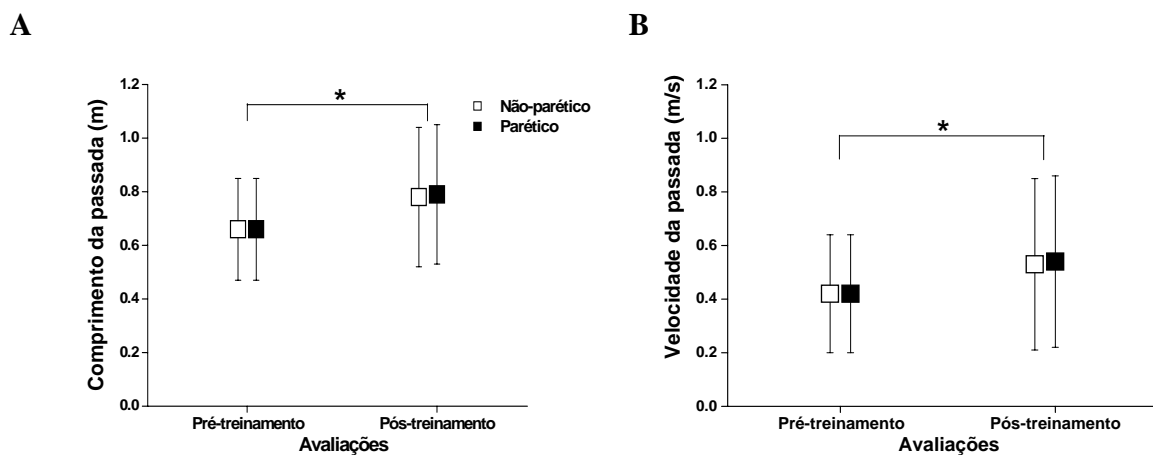 A
Comprimento da passada (m)
1.2
1.0
0.8
0.6
0.4
0.2
0.0
*
Não-parético
Parético
Pré-treinamento
Pós-treinamento
Avaliações
B
Velocidade da passada (m/s)
1.2
1.0
0.8
0.6
0.4
0.2
0.0
*
Pré-treinamento
Pós-treinamento
Avaliações